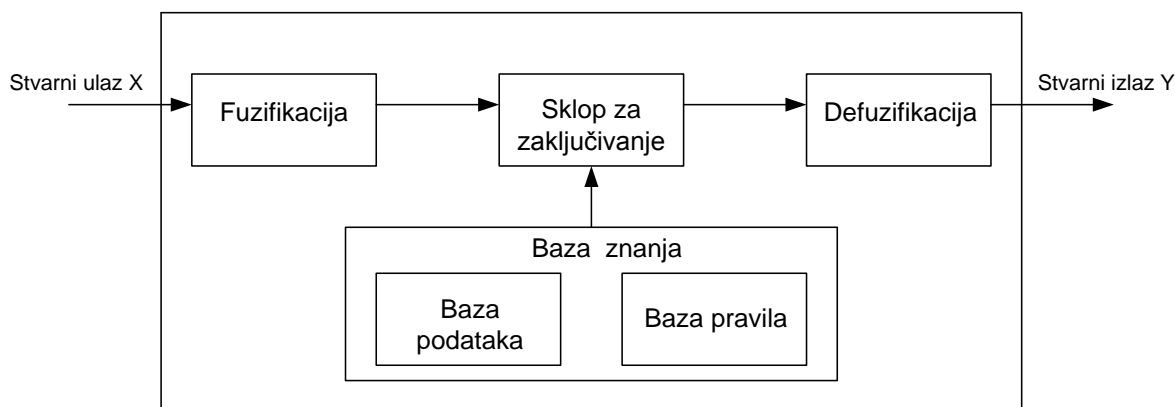 Stvarni ulaz X
Fuzifikacija
Sklop za
zaključivanje
Defuzifikacija
Stvarni izlaz Y
Baza znanja
Baza
podataka
Baza pravila